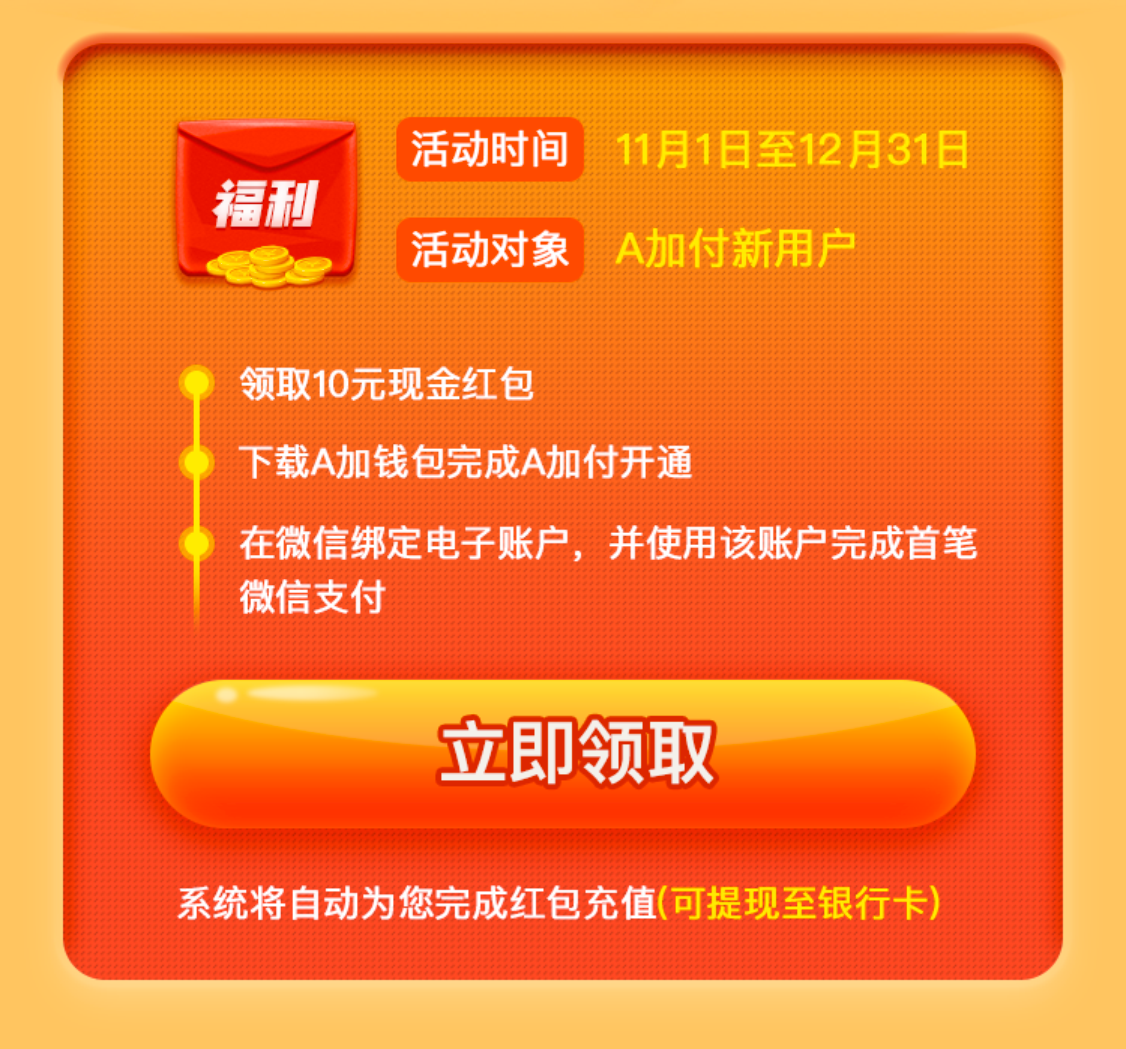 福利
活动时间 11月1日至12月31日
活动对象 A加付新用户
领取10元现金红包
下载A加钱包完成A加付开通
在微信绑定电子账户，并使用该账户完成首笔
微信支付
立即领取
系统将自动为您完成红包充值(可提现至银行卡)